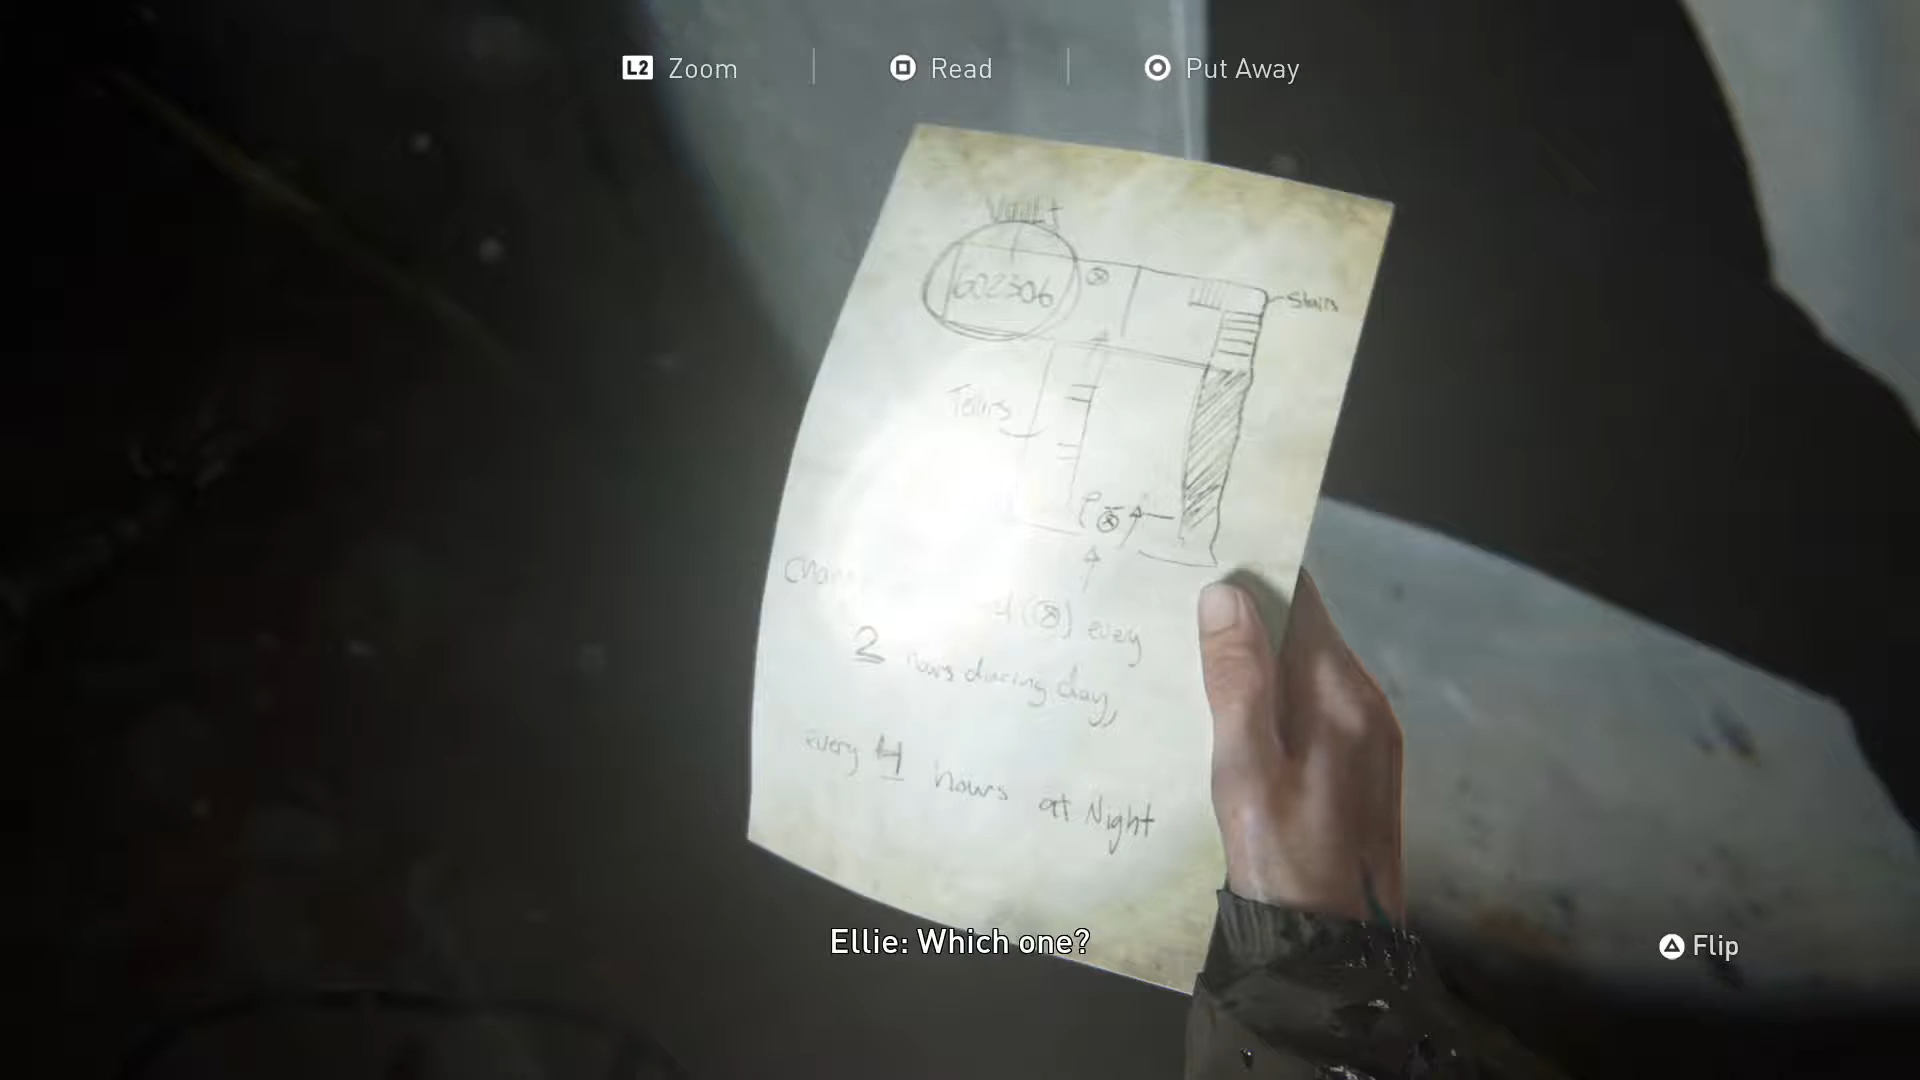 L2 Zoom
Read
Put Away
Vault
602306
Stairs
Tellers
every
2 hours during day,
every 4 hours at Night
Ellie: Which one?
Flip